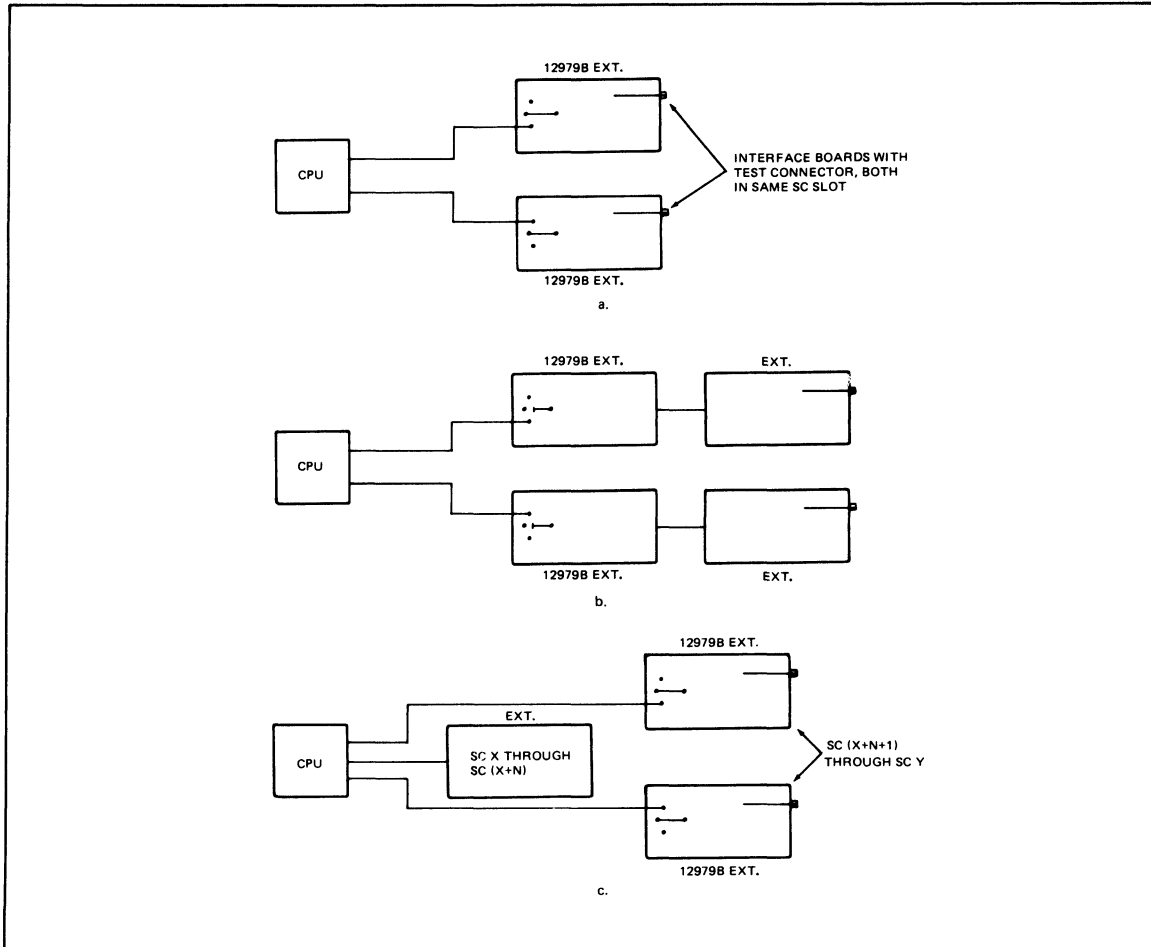 12979B EXT.
CPU
INTERFACE BOARDS WITH
TEST CONNECTOR, BOTH
IN SAME SC SLOT
12979B EXT.
a.
12979B EXT.
EXT.
CPU
12979B EXT.
EXT.
b.
12979B EXT.
EXT.
CPU
SC X THROUGH
SC (X+N)
SC (X+N+1)
THROUGH SC Y
12979B EXT.
c.